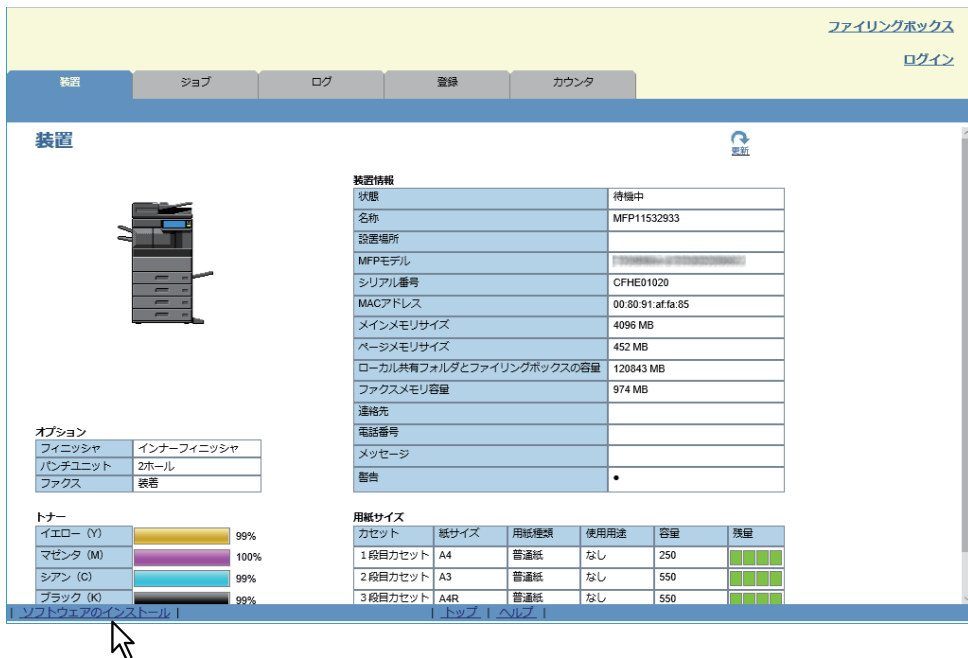 ファイリングボックス
ログイン
装置 ジョブ ログ 登録 カウンタ
装置
更新
装置情報
状態 待機中
名称 MFP11532933
設置場所
MFPモデル
シリアル番号 CFHE01020
MACアドレス 00:80:91:af:fa:85
メインメモリサイズ 4096 MB
ページメモリサイズ 452 MB
ローカル共有フォルダとファイリングボックスの容量 120843 MB
ファクスメモリ容量 974 MB
連絡先
電話番号
メッセージ
警告 ●
オプション
フィニッシャ インナーフィニッシャ
パンチユニット 2ホール
ファクス 装着
トナー
イエロー (Y) 99%
マゼンタ (M) 100%
シアン (C) 99%
ブラック (K) 99%
用紙サイズ
カセット 紙サイズ 用紙種類 使用用途 容量 残量
1段目カセット A4 普通紙 なし 250
2段目カセット A3 普通紙 なし 550
3段目カセット A4R 普通紙 なし 550
| ソフトウェアのインストール | | トップ | ヘルプ |